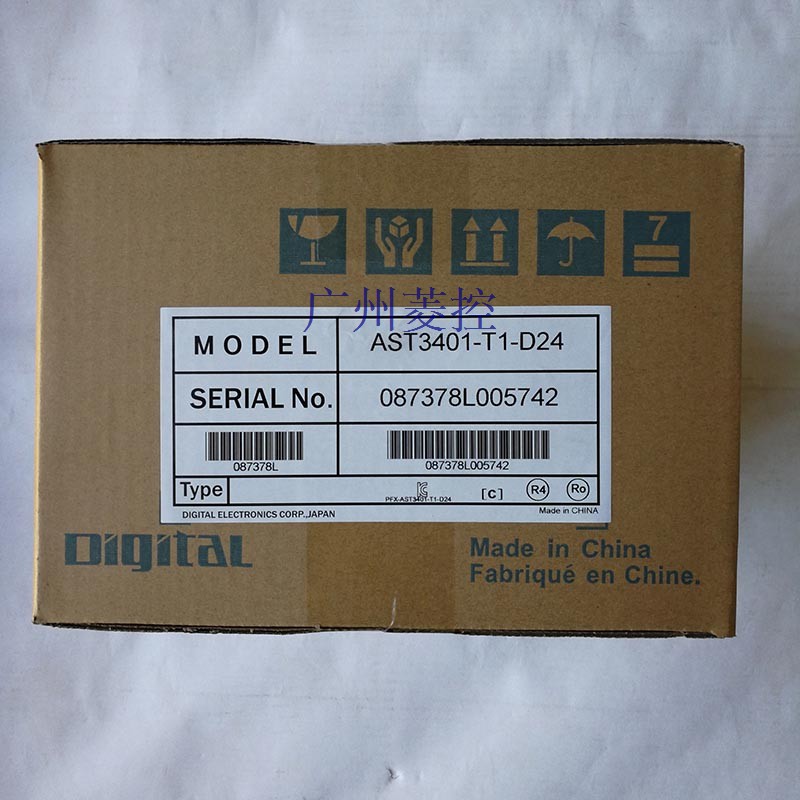 7
广州菱控
MODEL AST3401-T1-D24
SERIAL No. 087378L005742
087378L 087378L005742
Type
PFX-AST3401-T1-D24 [C] R4 Ro
DIGITAL ELECTRONICS CORP.,JAPAN Made in CHINA
Digital
Made in China
Fabriqué en Chine.